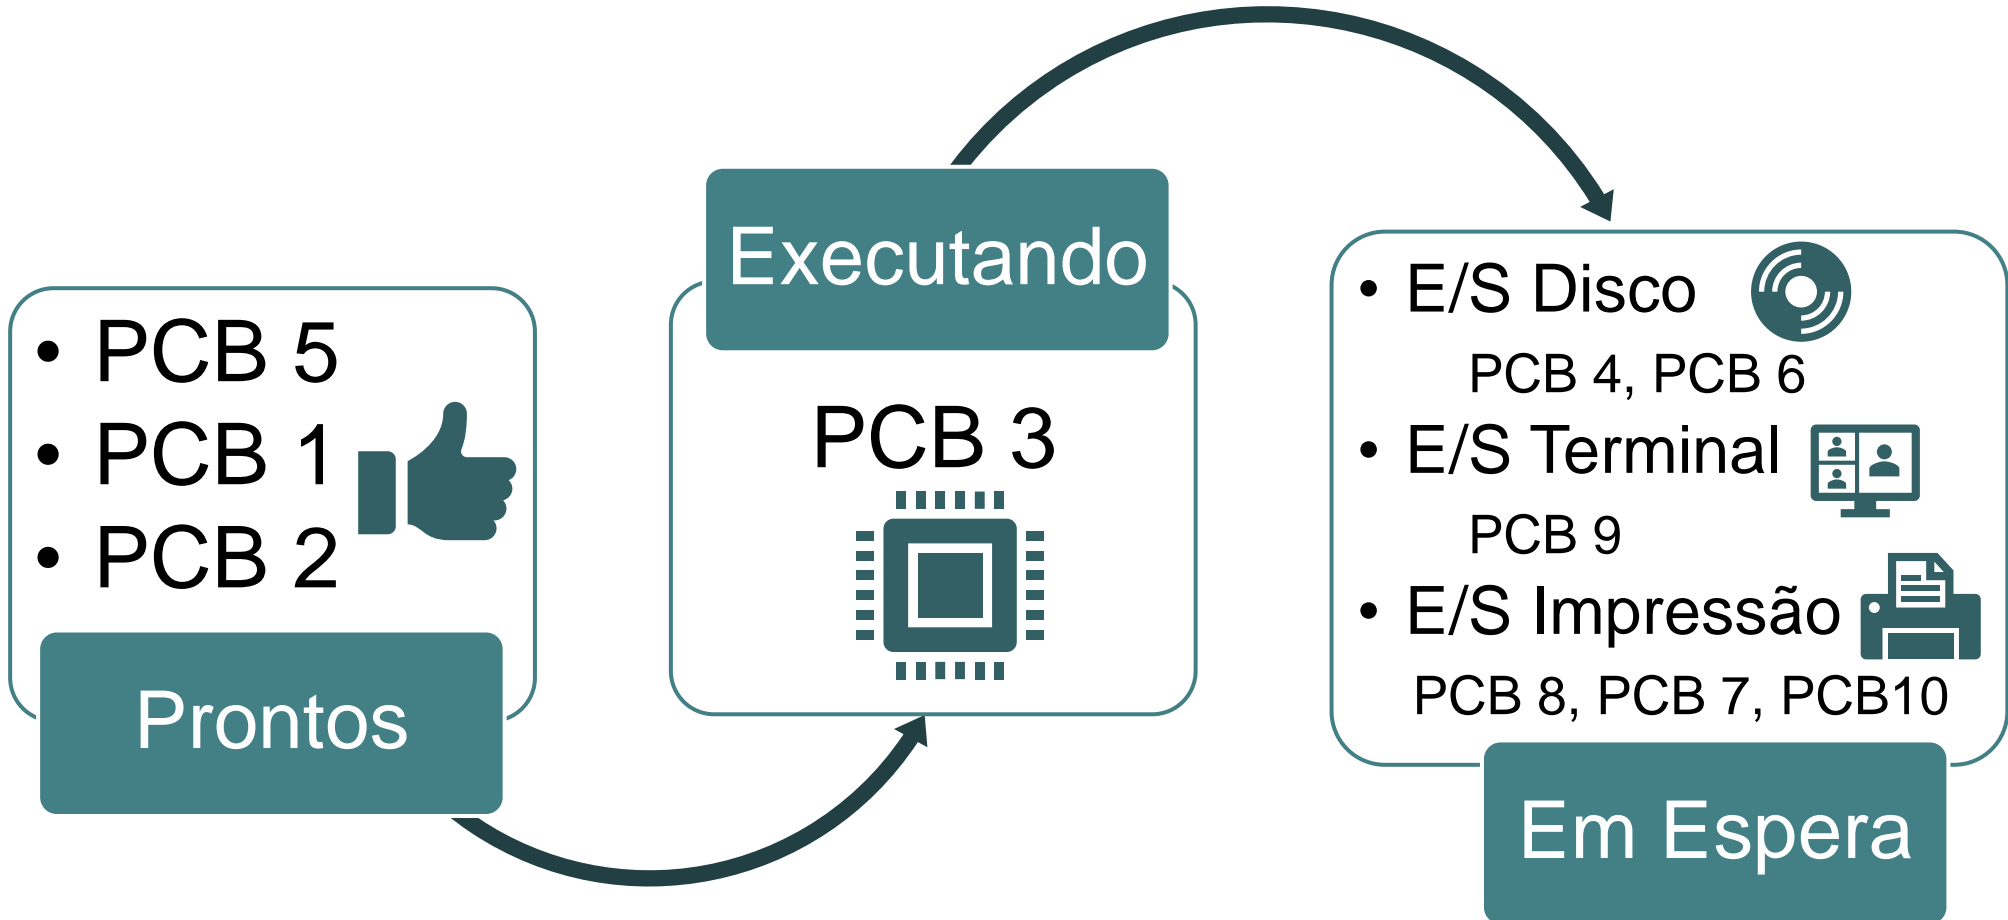 • PCB 5
• PCB 1
• PCB 2
Prontos
Executando
PCB 3
• E/S Disco
PCB 4, PCB 6
• E/S Terminal
PCB 9
• E/S Impressão
PCB 8, PCB 7, PCB10
Em Espera